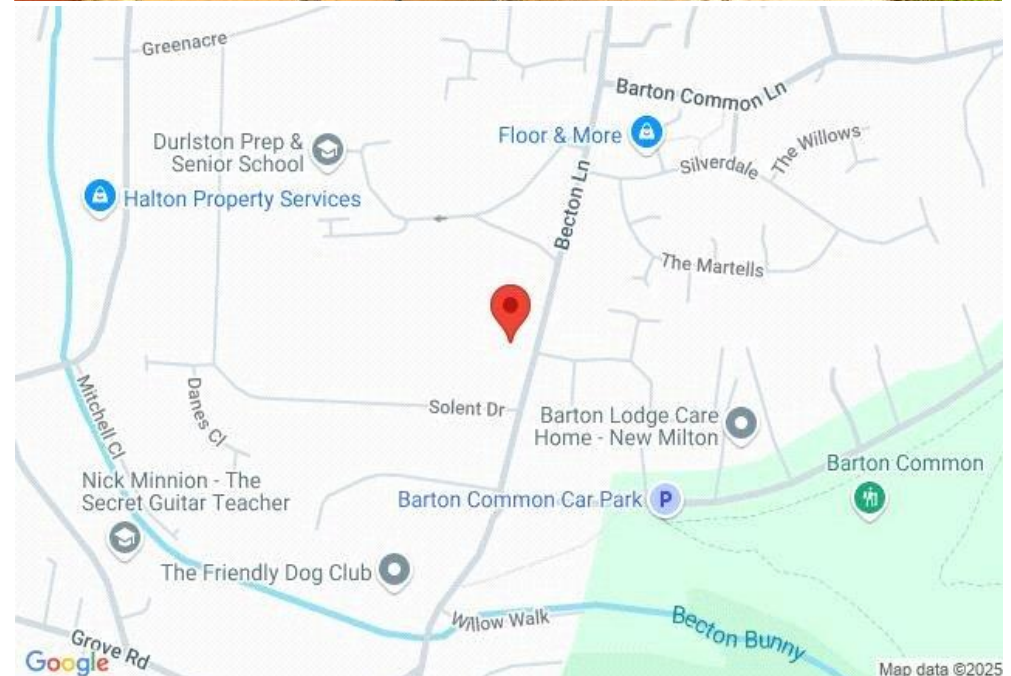 Greenacre
Barton Common Ln
Durlston Prep &
Senior School
Floor & More
Silverdale
The Willows
Halton Property Services
Becton Ln
The Martells
Mitchell Cl
Danes Cl
Solent Dr
Barton Lodge Care
Home - New Milton
Barton Common
Nick Minnion - The
Secret Guitar Teacher
Barton Common Car Park
P
The Friendly Dog Club
Willow Walk
Becton Bunny
Grove Rd
Google
Map data ©2025